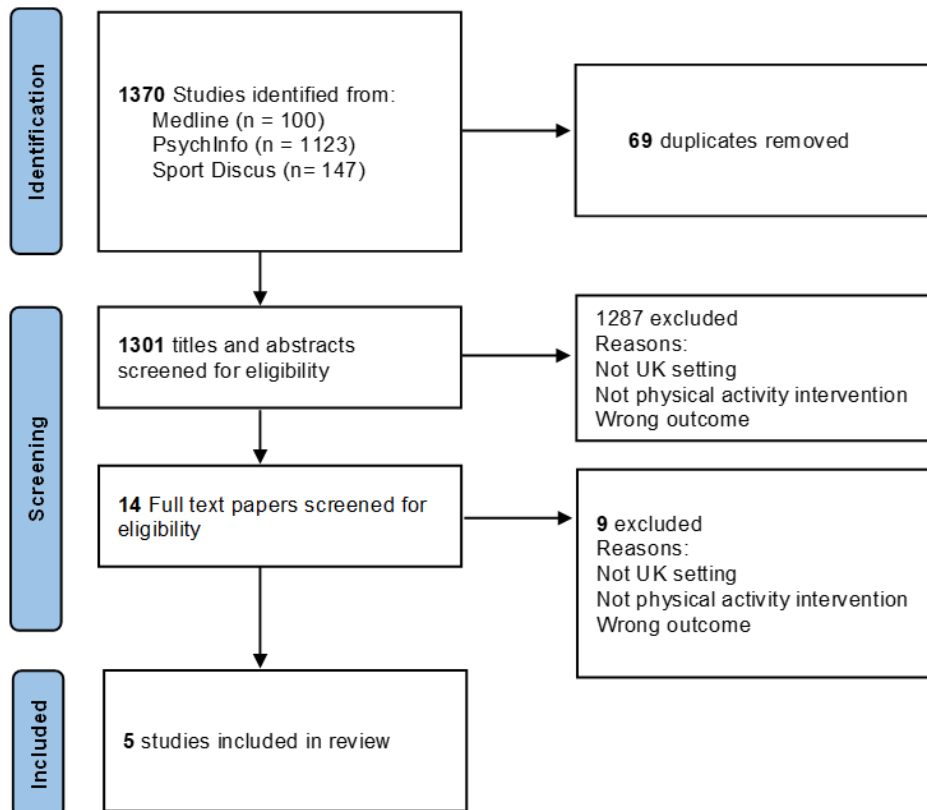 Identification
1370 Studies identified from:
Medline (n = 100)
PsychInfo (n = 1123)
Sport Discus (n= 147)
69 duplicates removed
Screening
1301 titles and abstracts
screened for eligibility
1287 excluded
Reasons:
Not UK setting
Not physical activity intervention
Wrong outcome
14 Full text papers screened for
eligibility
9 excluded
Reasons:
Not UK setting
Not physical activity intervention
Wrong outcome
Included
5 studies included in review